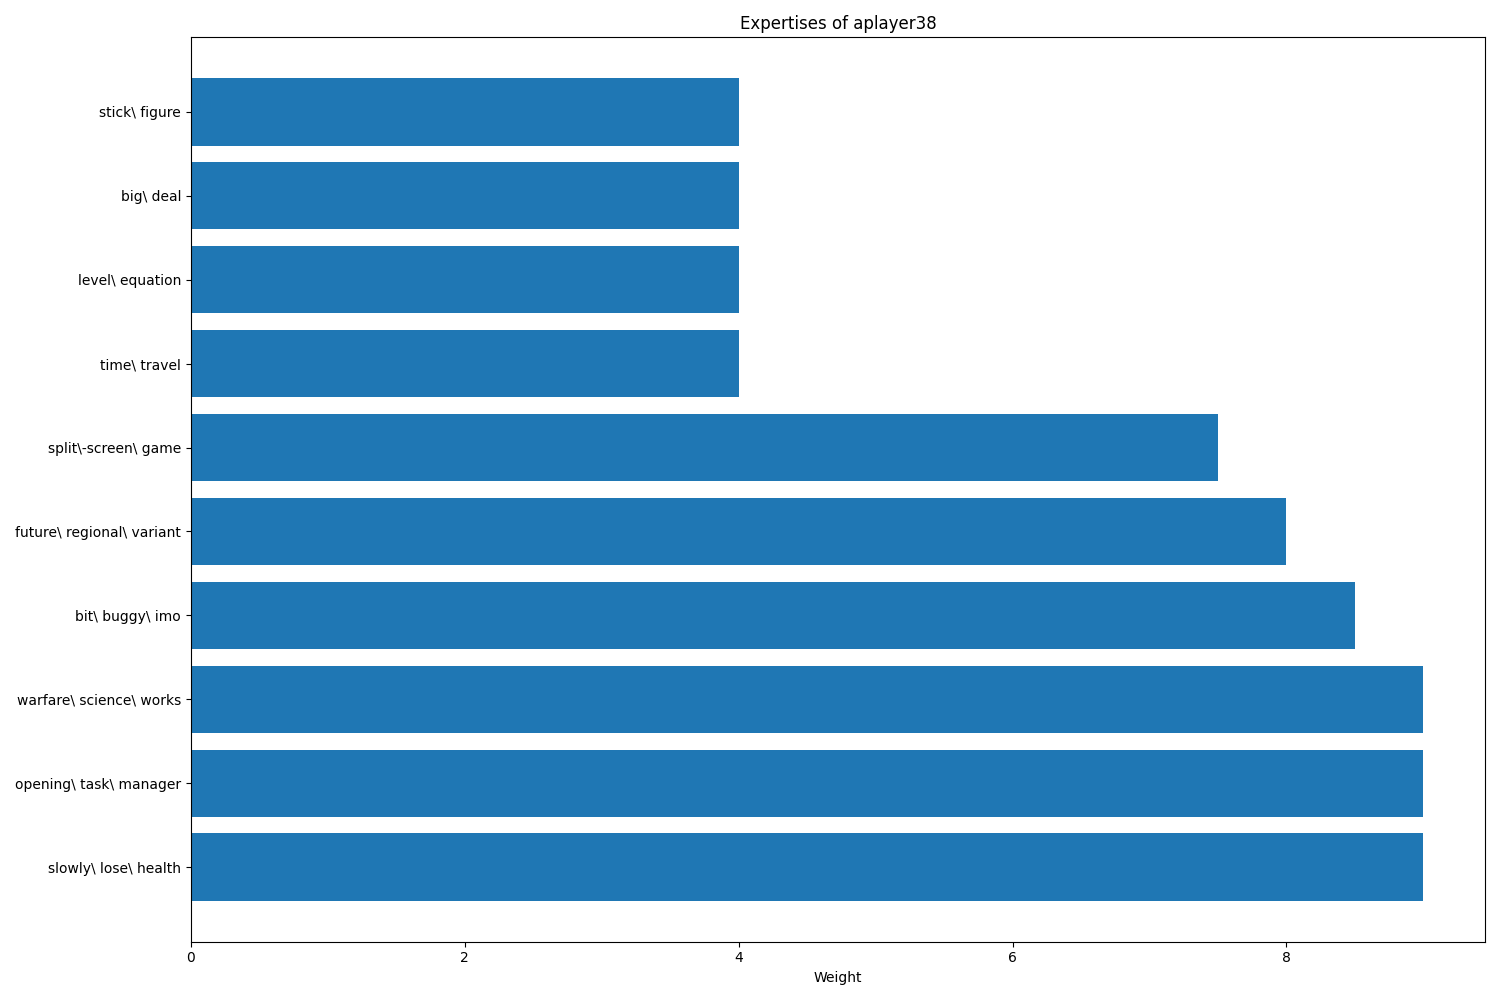 Expertises of aplayer38
stick\ figure
big\ deal
level\ equation
time\ travel
split\-screen\ game
future\ regional\ variant
bit\ buggy\ imo
warfare\ science\ works
opening\ task\ manager
slowly\ lose\ health
0 2 4 6 8
Weight